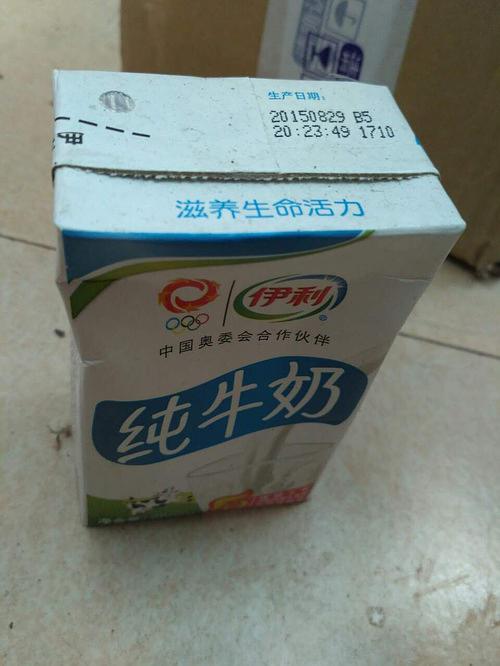 生产日期:
20150829 B5
20:23:49 1710
滋养生命活力
伊利
中国奥委会合作伙伴
纯牛奶